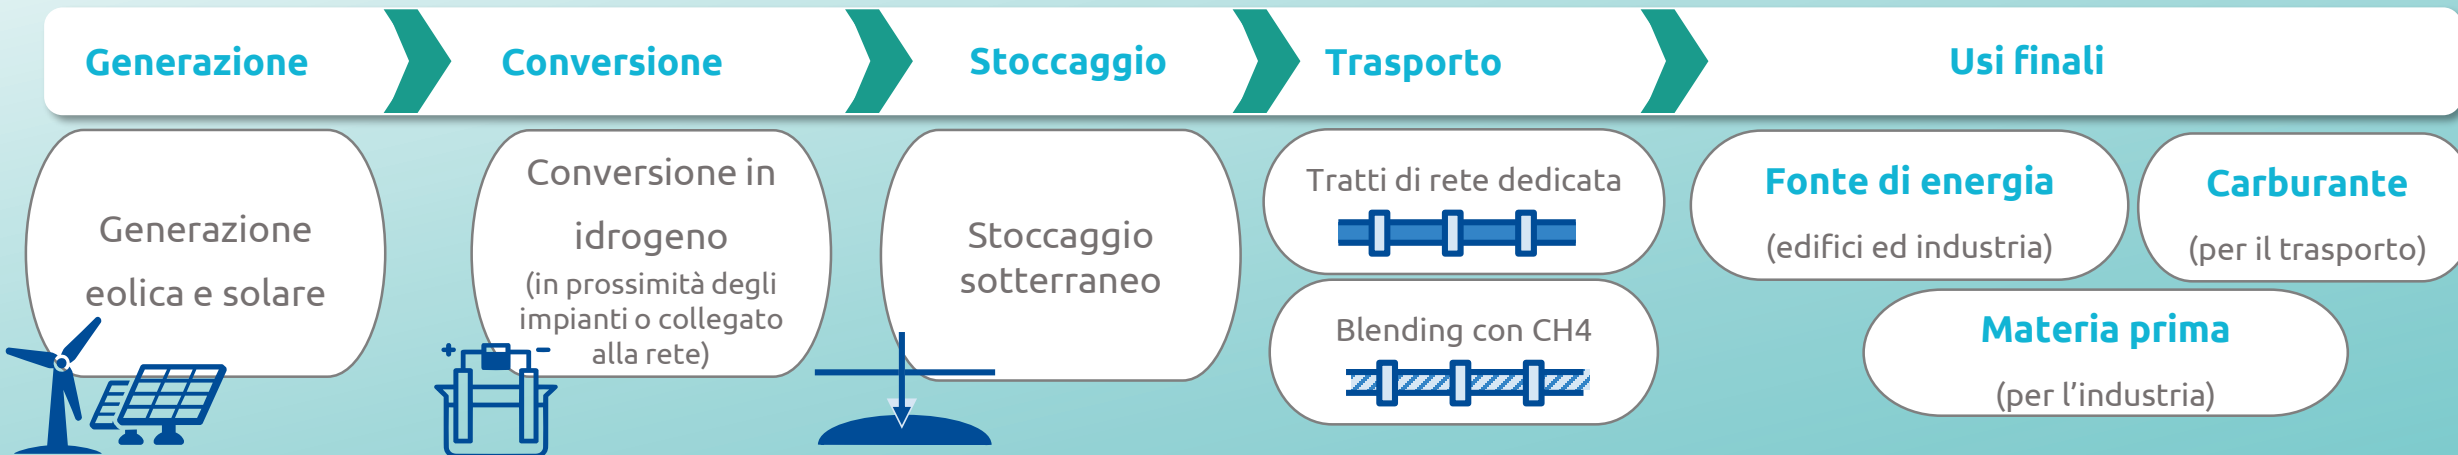 Generazione
Conversione
Stoccaggio
Trasporto
Usi finali
Generazione
eolica e solare
Conversione in
idrogeno
(in prossimità degli
impianti o collegato
alla rete)
+ −
Stoccaggio
sotterraneo
Tratti di rete dedicata
Blending con CH4
Fonte di energia
(edifici ed industria)
Carburante
(per il trasporto)
Materia prima
(per l’industria)